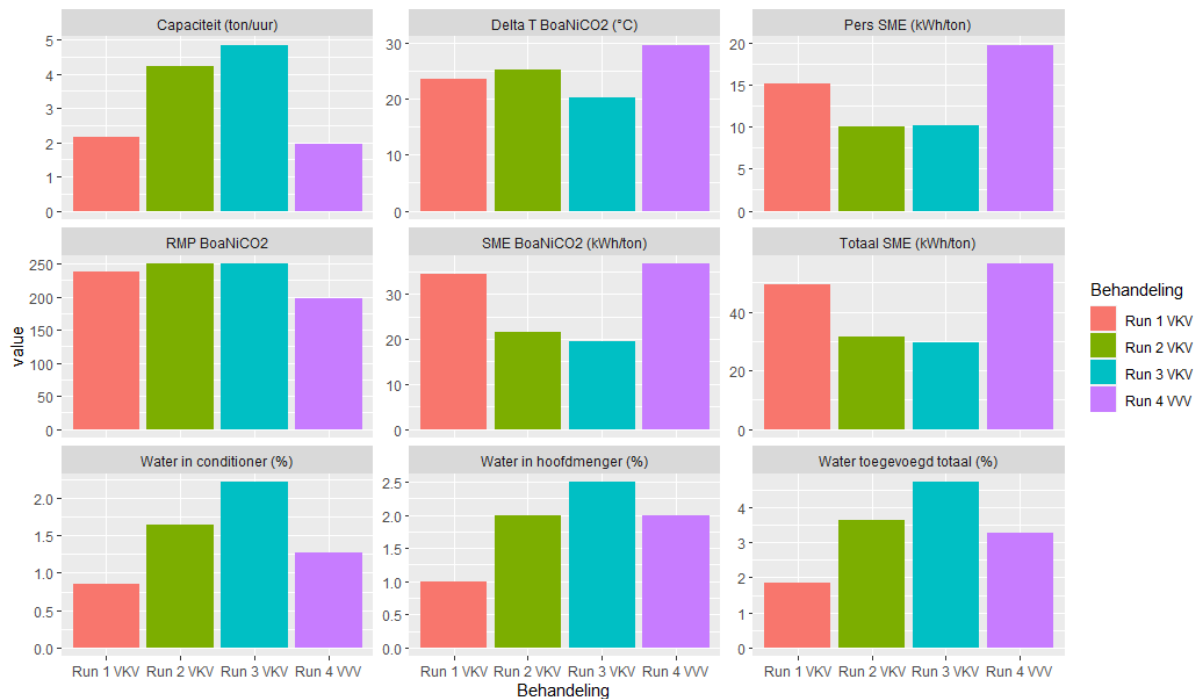 Capaciteit (ton/uur)
Delta T BoaNiCO2 (°C)
Pers SME (kWh/ton)
5
4
3
2
1
0
30
20
10
0
20
15
10
5
0
RMP BoaNiCO2
SME BoaNiCO2 (kWh/ton)
Totaal SME (kWh/ton)
250
200
150
100
50
0
30
20
10
0
40
20
0
value
Water in conditioner (%)
Water in hoofdmenger (%)
Water toegevoegd totaal (%)
2.0
1.5
1.0
0.5
0.0
2.5
2.0
1.5
1.0
0.5
0.0
4
3
2
1
0
Run 1 VKV Run 2 VKV Run 3 VKV Run 4 VVV
Run 1 VKV Run 2 VKV Run 3 VKV Run 4 VVV
Run 1 VKV Run 2 VKV Run 3 VKV Run 4 VVV
Behandeling
Behandeling
Run 1 VKV
Run 2 VKV
Run 3 VKV
Run 4 VVV